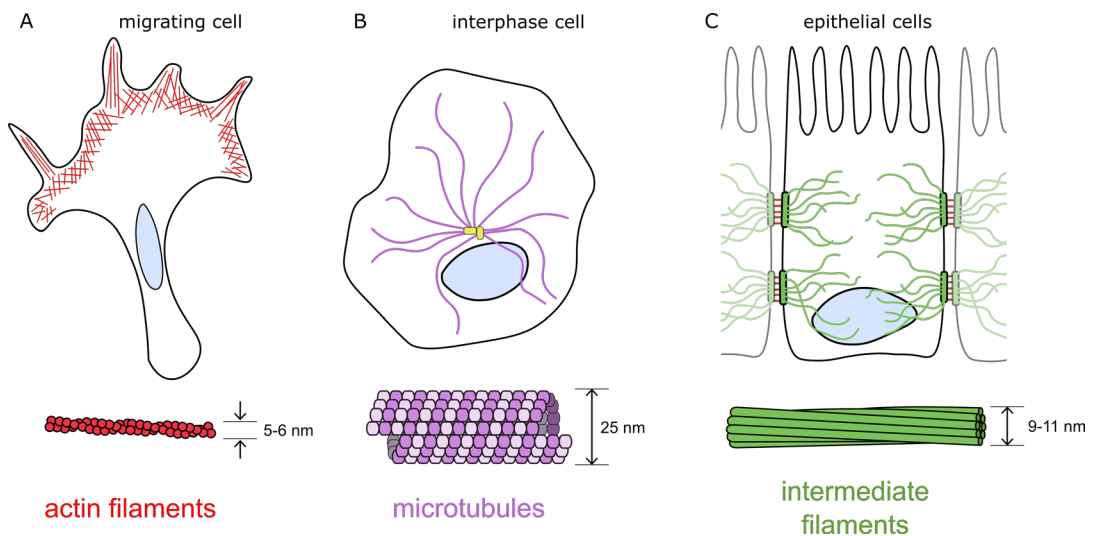 A migrating cell
B interphase cell
C epithelial cells
5-6 nm
25 nm
9-11 nm
actin filaments
microtubules
intermediate
filaments